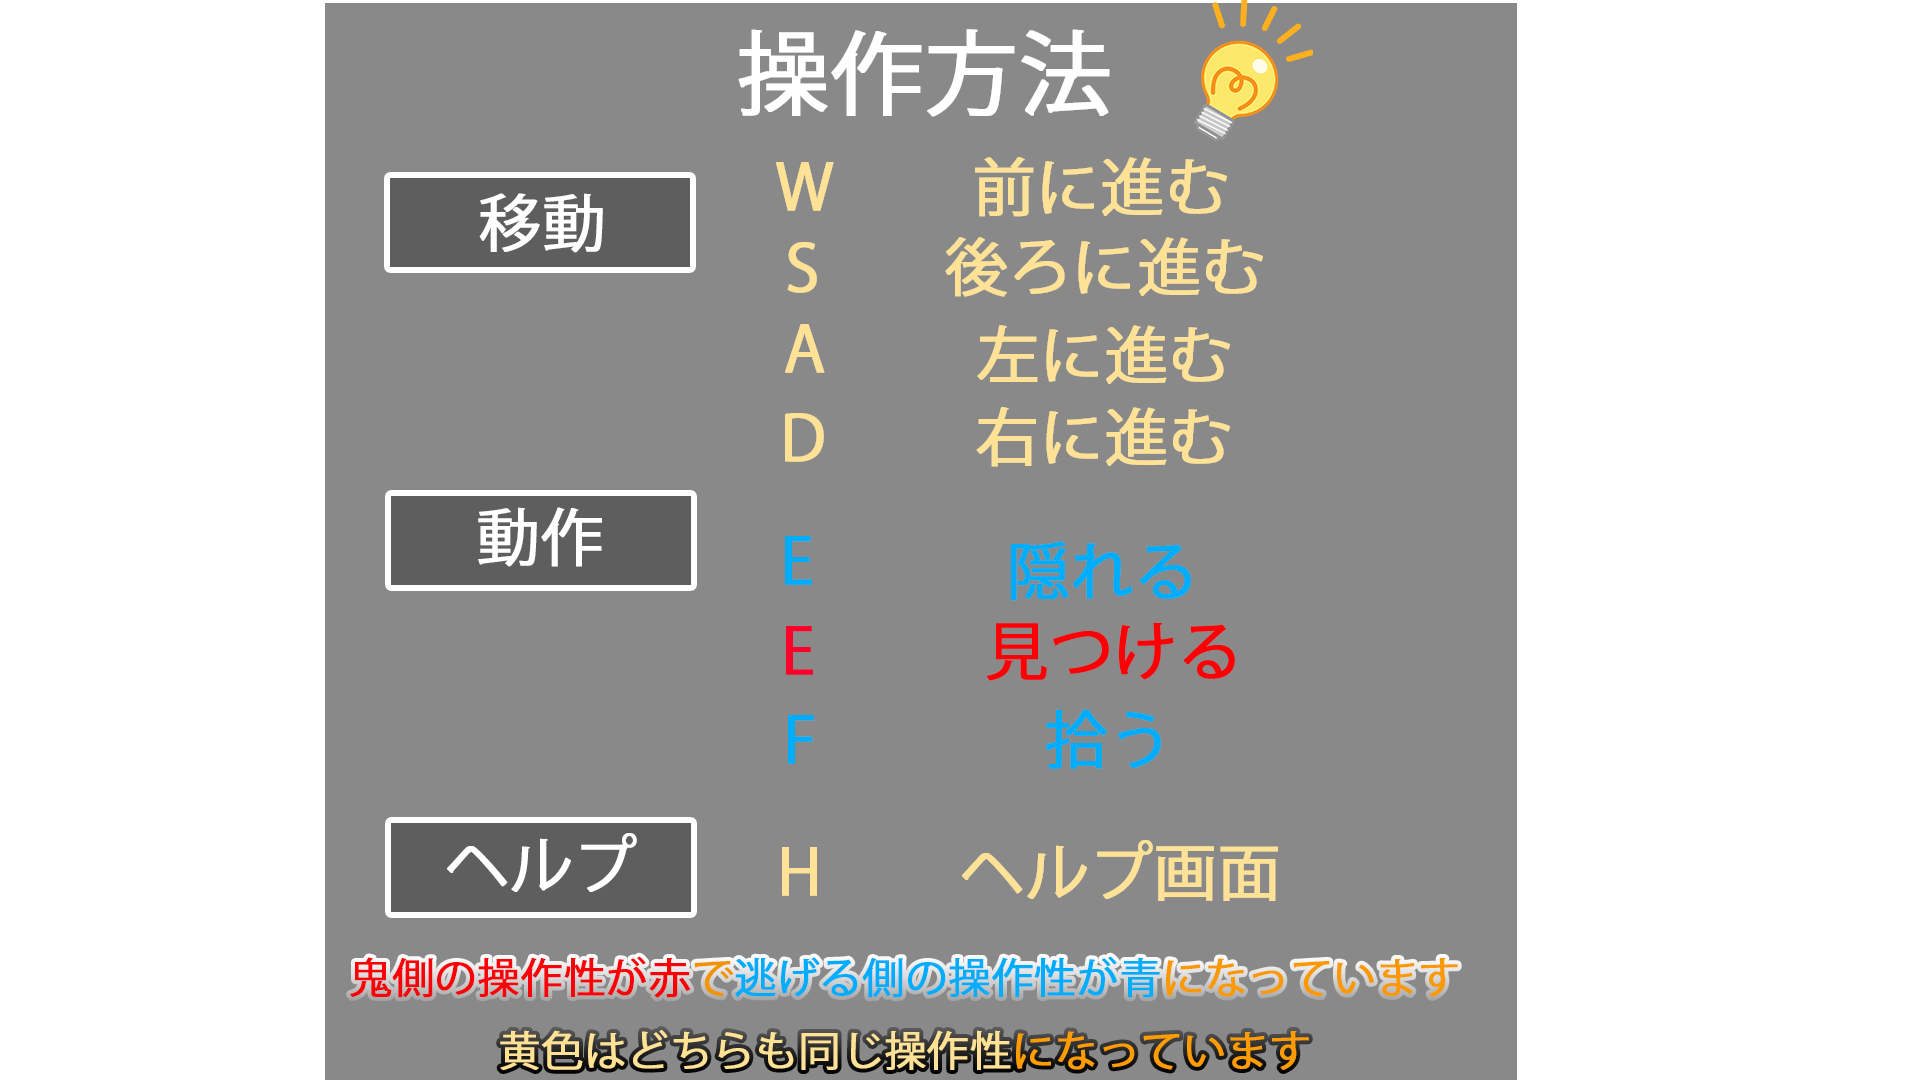 操作方法
移動
W 前に進む
S 後ろに進む
A 左に進む
D 右に進む
動作
E 隠れる
E 見つける
F 拾う
ヘルプ
H ヘルプ画面
鬼側の操作性が赤で逃げる側の操作性が青になっています
黄色はどちらも同じ操作性になっています